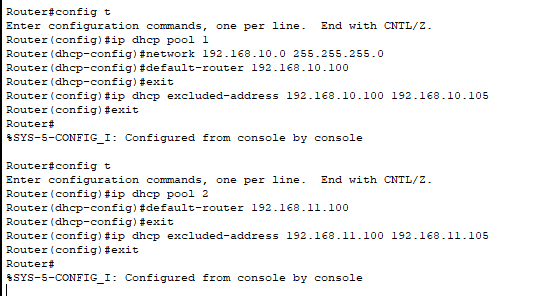 Router#config t
Enter configuration commands, one per line.  End with CNTL/Z.
Router(config)#ip dhcp pool 1
Router(dhcp-config)#network 192.168.10.0 255.255.255.0
Router(dhcp-config)#default-router 192.168.10.100
Router(dhcp-config)#exit
Router(config)#ip dhcp excluded-address 192.168.10.100 192.168.10.105
Router(config)#exit
Router#
%SYS-5-CONFIG_I: Configured from console by console
Router#config t
Enter configuration commands, one per line.  End with CNTL/Z.
Router(config)#ip dhcp pool 2
Router(dhcp-config)#default-router 192.168.11.100
Router(dhcp-config)#exit
Router(config)#ip dhcp excluded-address 192.168.11.100 192.168.11.105
Router(config)#exit
Router#
%SYS-5-CONFIG_I: Configured from console by console